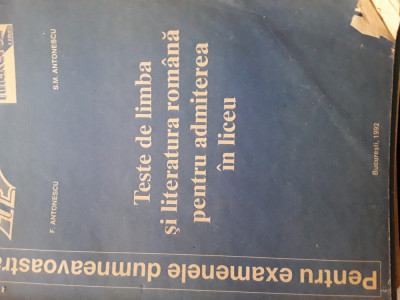 Pentru examenele dumneavoastră
F. ANTONESCU
S.M. ANTONESCU
Teste de limba
și literatura română
pentru admiterea
în liceu
București, 1992